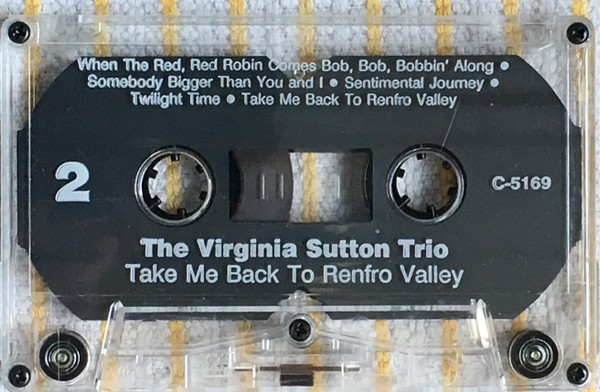 When The Red, Red Robin Comes Bob, Bob, Bobbin' Along •
Somebody Bigger Than You and I • Sentimental Journey •
Twilight Time • Take Me Back To Renfro Valley
2
C-5169
The Virginia Sutton Trio
Take Me Back To Renfro Valley